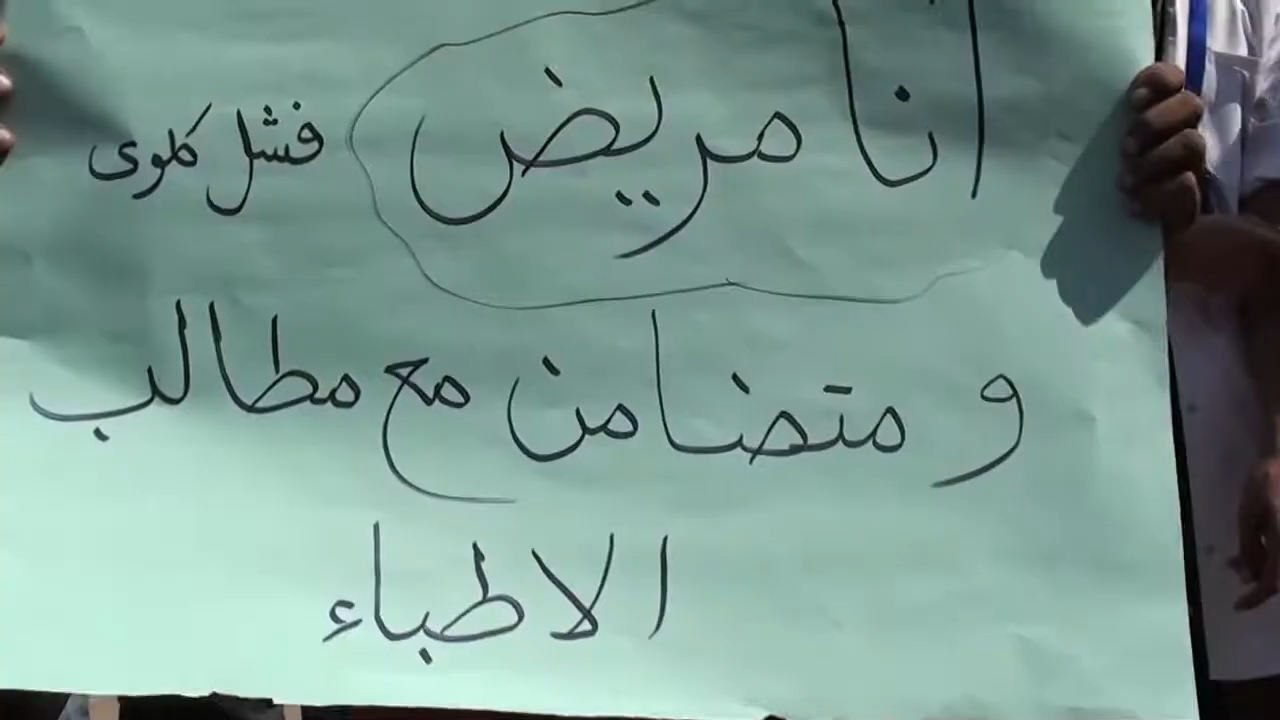 انا مريض فشل كلوى
و متضامن مع مطالب
الاطباء